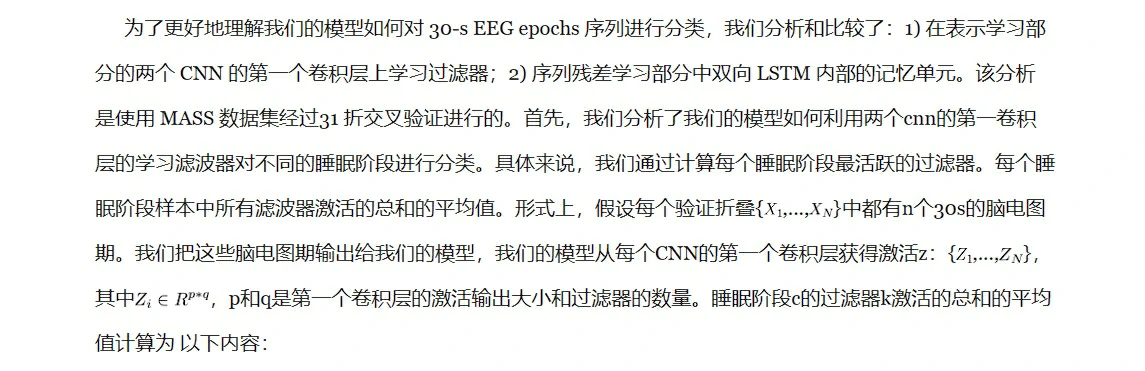 为了更好地理解我们的模型如何对 30-s EEG epochs 序列进行分类，我们分析和比较了：1) 在表示学习部
分的两个 CNN 的第一个卷积层上学习过滤器；2) 序列残差学习部分中双向 LSTM 内部的记忆单元。该分析
是使用 MASS 数据集经过31 折交叉验证进行的。首先，我们分析了我们的模型如何利用两个cnn的第一卷积
层的学习滤波器对不同的睡眠阶段进行分类。具体来说，我们通过计算每个睡眠阶段最活跃的过滤器。每个睡
眠阶段样本中所有滤波器激活的总和的平均值。形式上，假设每个验证折叠{X₁,...,X_N}中都有n个30s的脑电图
期。我们把这些脑电图期输出给我们的模型，我们的模型从每个CNN的第一个卷积层获得激活z：{Z₁,...,Z_N}，
其中Z_i ∈ R^{p*q}，p和q是第一个卷积层的激活输出大小和过滤器的数量。睡眠阶段c的过滤器k激活的总和的平均
值计算为 以下内容：